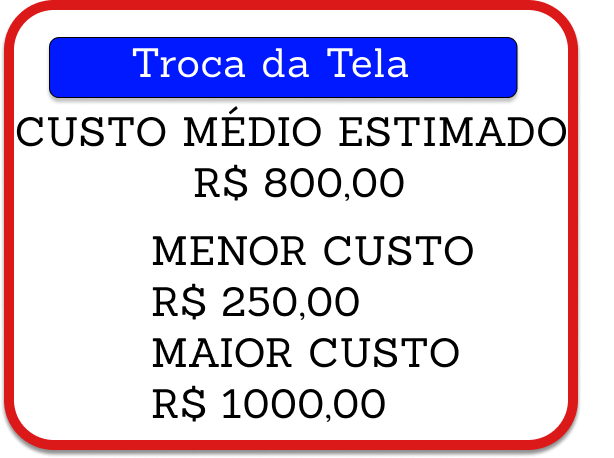 Troca da Tela
CUSTO MÉDIO ESTIMADO
R$ 800,00
MENOR CUSTO
R$ 250,00
MAIOR CUSTO
R$ 1000,00